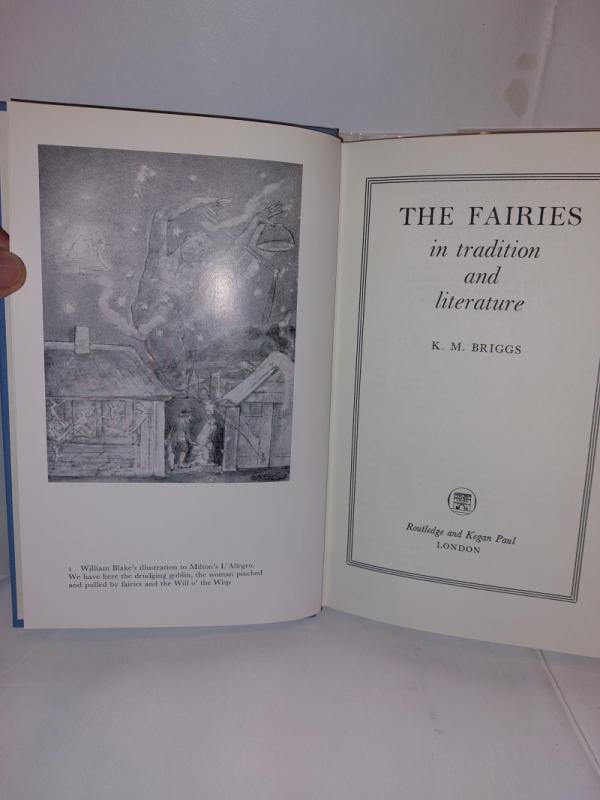 1 William Blake's illustration to Milton's L'Allegro.
We have here the drudging goblin, the woman pinched
and pulled by fairies and the Will o' the Wisp
THE FAIRIES
in tradition
and
literature
K. M. BRIGGS
Routledge and Kegan Paul
LONDON